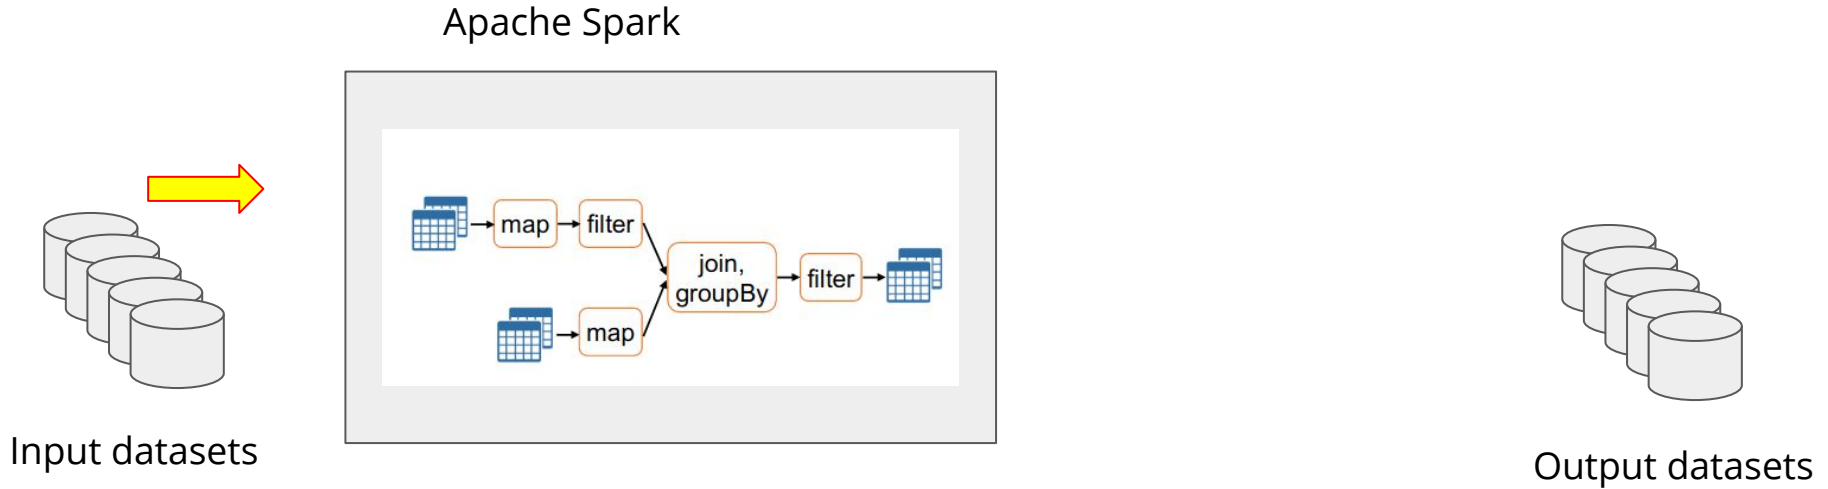 Apache Spark
map
filter
join,
groupBy
filter
map
Input datasets
Output datasets